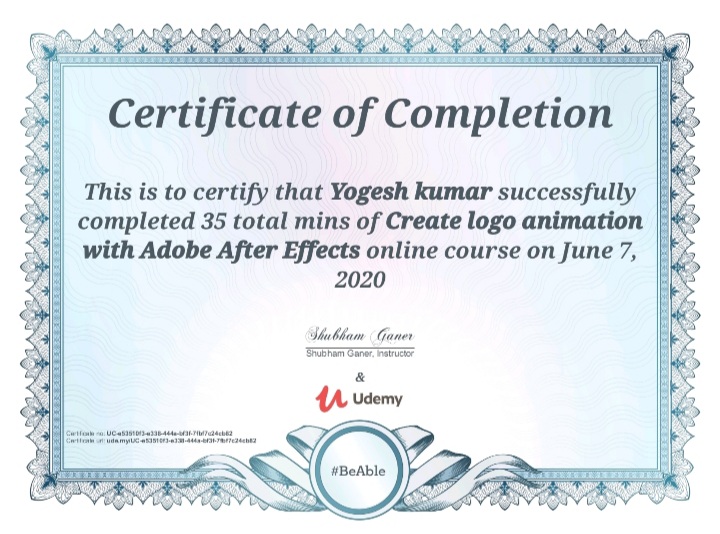 Certificate of Completion
This is to certify that Yogesh kumar successfully
completed 35 total mins of Create logo animation
with Adobe After Effects online course on June 7,
2020
Shubham Ganer
Shubham Ganer, Instructor
&
Udemy
Certificate no: UC-e53510f3-e338-444a-bf3f-7fbf7c24cb82
Certificate url: ude.my/UC-e53510f3-e338-444a-bf3f-7fbf7c24cb82
#BeAble